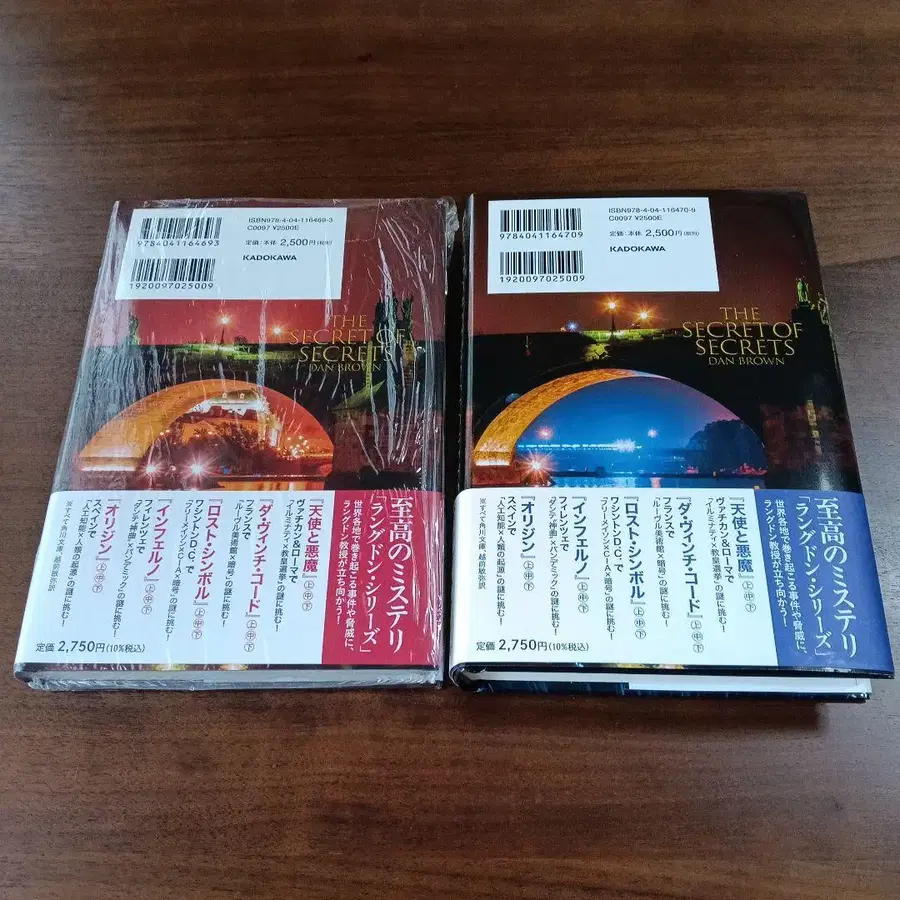 ISBN978-4-04-116469-3
C0097 ¥2500E
定価:本体 2,500円(税別)
KADOKAWA
9784041164693
1920097025009
THE
SECRET OF
SECRETS
DAN BROWN
至高のミステリ
「ラングドン・シリーズ」
世界各地で巻き起こる事件や脅威に、
ラングドン教授が立ち向かう!
『天使と悪魔』上中下
ヴァチカン&ローマで
「イルミナティ×教皇選挙」の謎に挑む!
『ダ・ヴィンチ・コード』上中下
フランスで
「ルーヴル美術館×暗号」の謎に挑む!
『ロスト・シンボル』上中下
ワシントンD.C.で
「フリーメイソン×CIA×暗号」の謎に挑む!
『インフェルノ』上中下
フィレンツェで
「ダンテ『神曲』×パンデミック」の謎に挑む!
『オリジン』上中下
スペインで
「人工知能×人類の起源」の謎に挑む!
※すべて角川文庫、越前敏弥訳
定価 2,750円(10%税込)
ISBN978-4-04-116470-9
C0097 ¥2500E
定価:本体 2,500円(税別)
KADOKAWA
9784041164709
1920097025009
THE
SECRET OF
SECRETS
DAN BROWN
至高のミステリ
「ラングドン・シリーズ」
世界各地で巻き起こる事件や脅威に、
ラングドン教授が立ち向かう!
『天使と悪魔』上中下
ヴァチカン&ローマで
「イルミナティ×教皇選挙」の謎に挑む!
『ダ・ヴィンチ・コード』上中下
フランスで
「ルーヴル美術館×暗号」の謎に挑む!
『ロスト・シンボル』上中下
ワシントンD.C.で
「フリーメイソン×CIA×暗号」の謎に挑む!
『インフェルノ』上中下
フィレンツェで
「ダンテ『神曲』×パンデミック」の謎に挑む!
『オリジン』上中下
スペインで
「人工知能×人類の起源」の謎に挑む!
※すべて角川文庫、越前敏弥訳
定価 2,750円(10%税込)